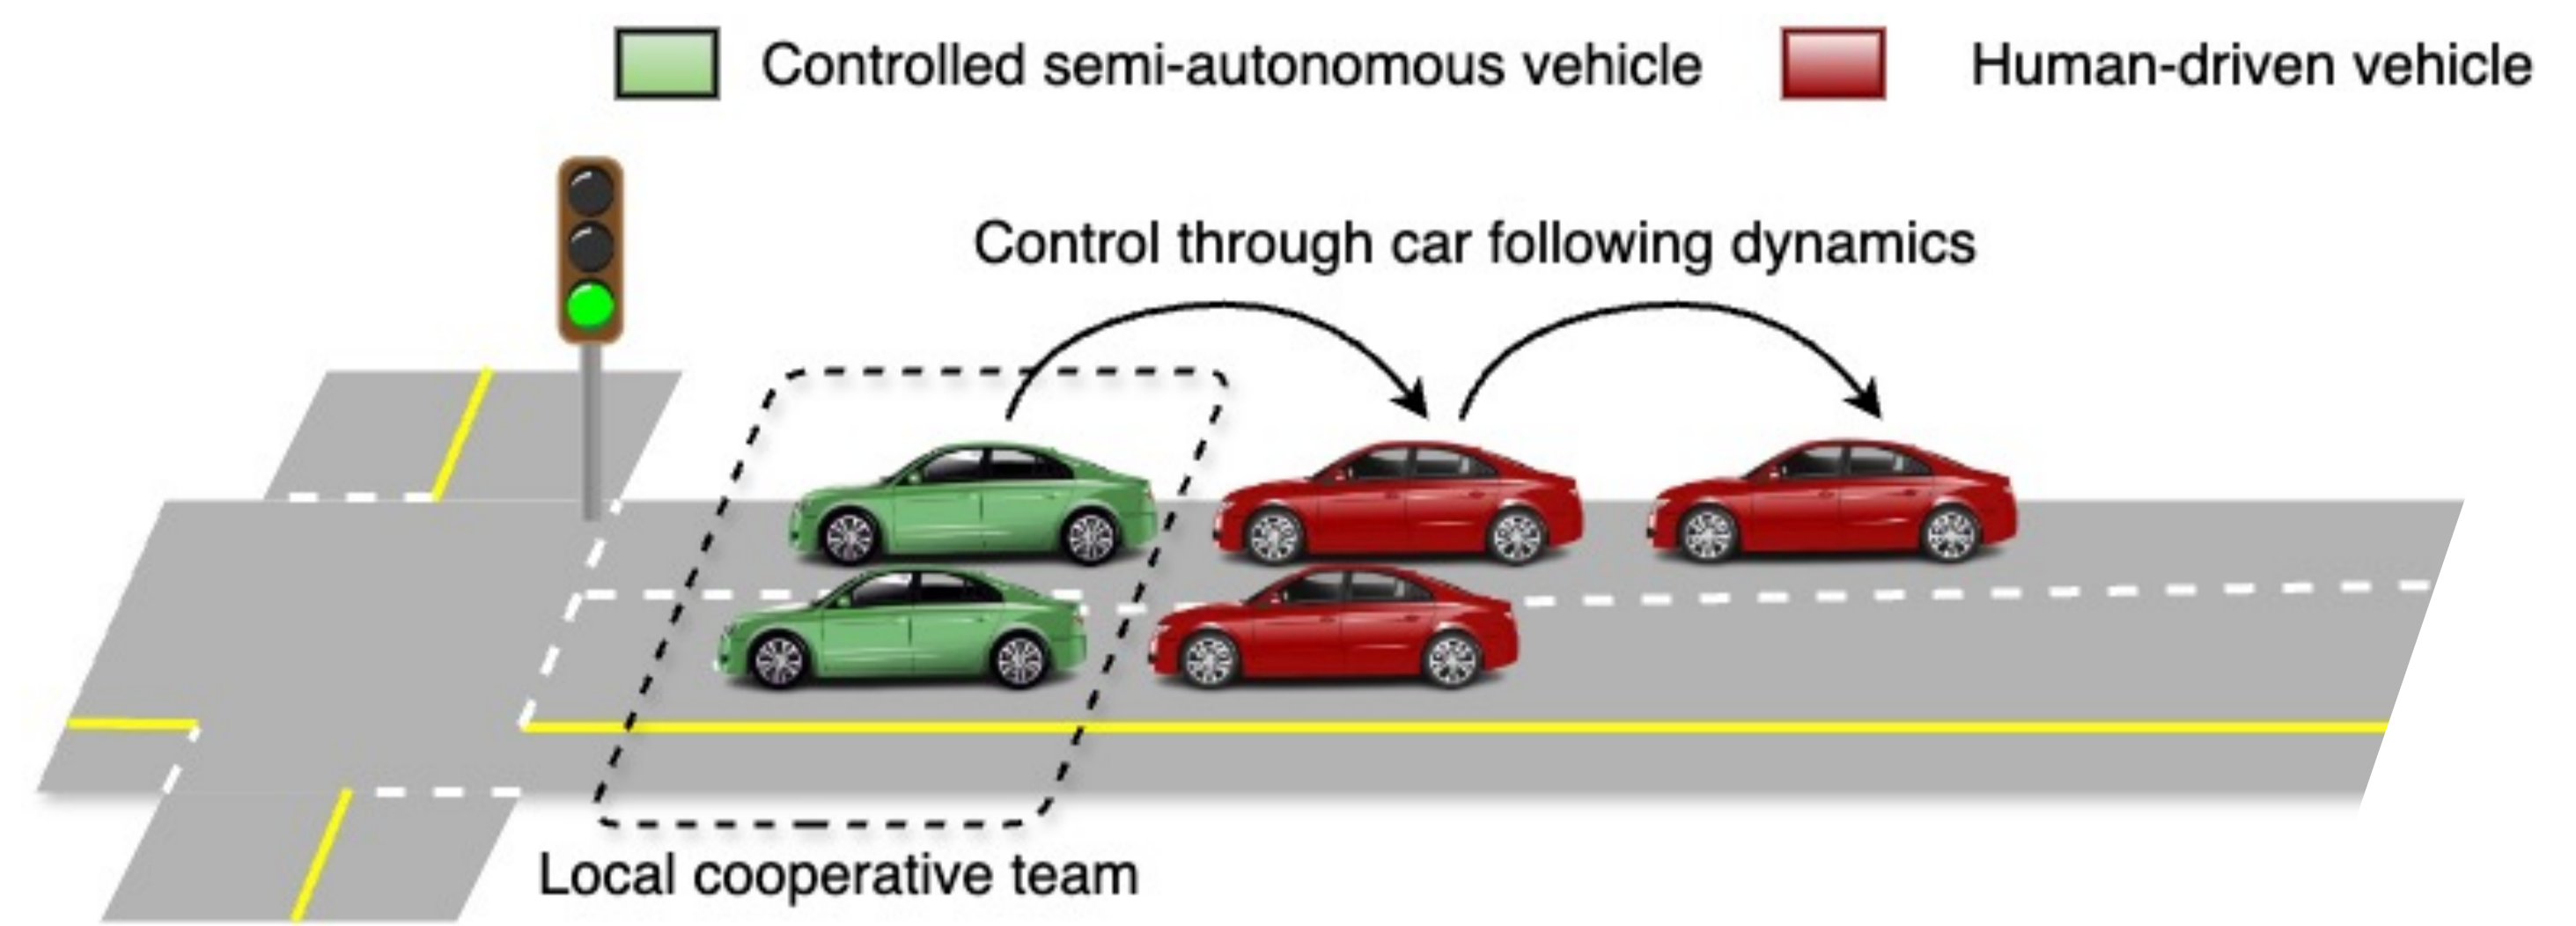 Controlled semi-autonomous vehicle
Human-driven vehicle
Control through car following dynamics
Local cooperative team